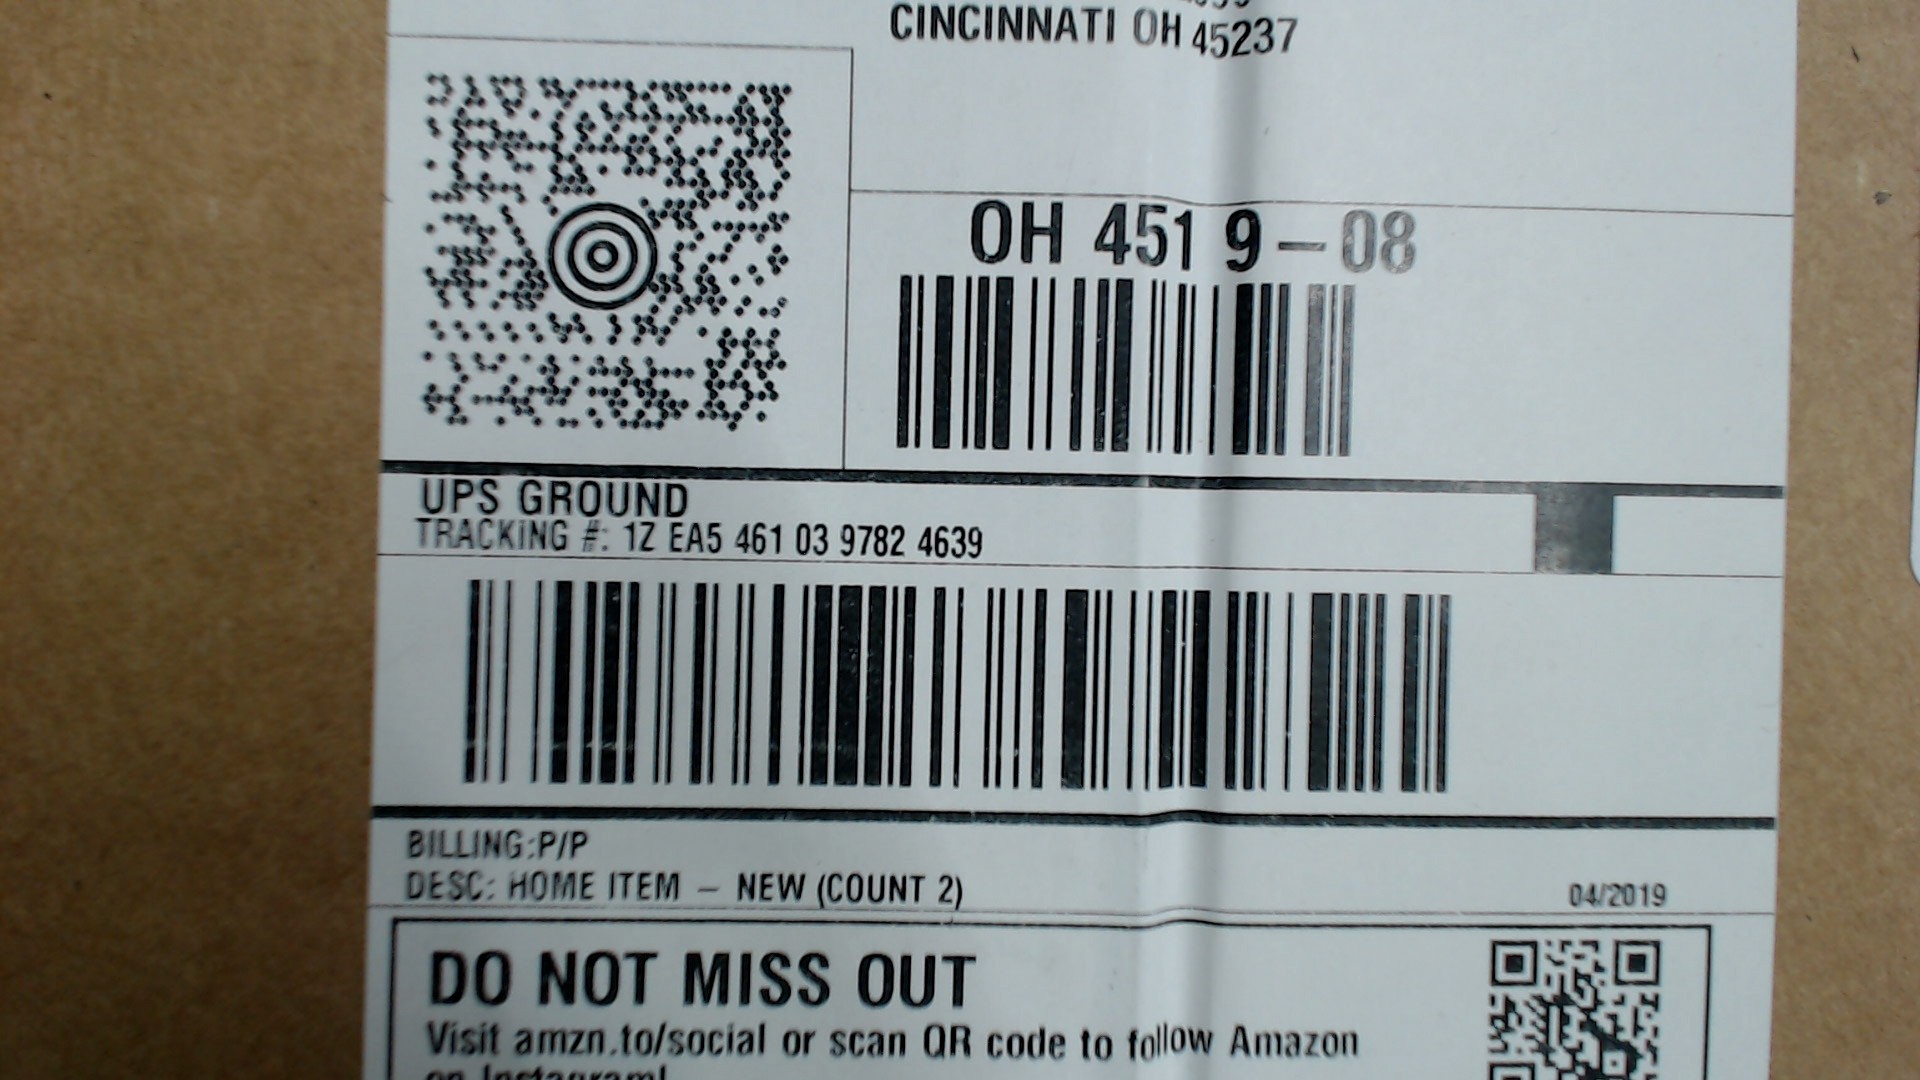 CINCINNATI OH 45237
OH 451 9 – 08
UPS GROUND
TRACKING #: 1Z EA5 461 03 9782 4639
BILLING:P/P
DESC: HOME ITEM – NEW (COUNT 2)
04/2019
DO NOT MISS OUT
Visit amzn.to/social or scan QR code to follow Amazon
on Instagram!